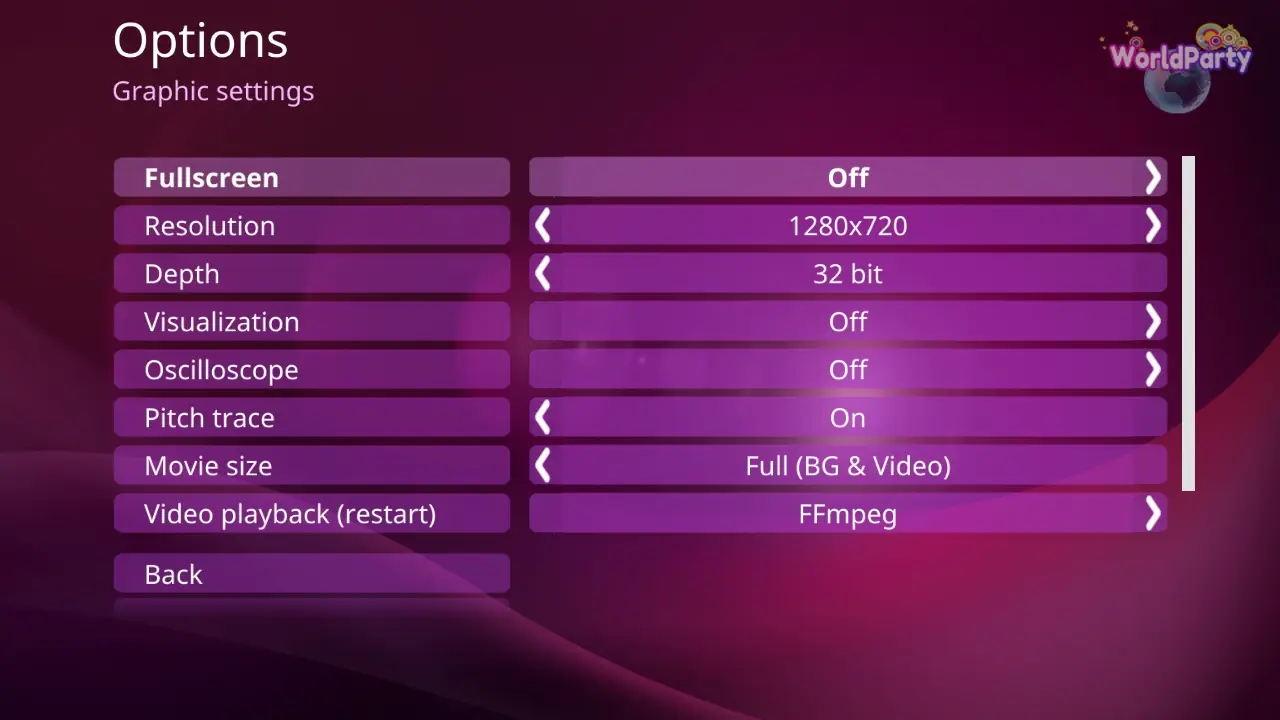 Options
Graphic settings
WorldParty
Fullscreen Off
Resolution 1280x720
Depth 32 bit
Visualization Off
Oscilloscope Off
Pitch trace On
Movie size Full (BG & Video)
Video playback (restart) FFmpeg
Back